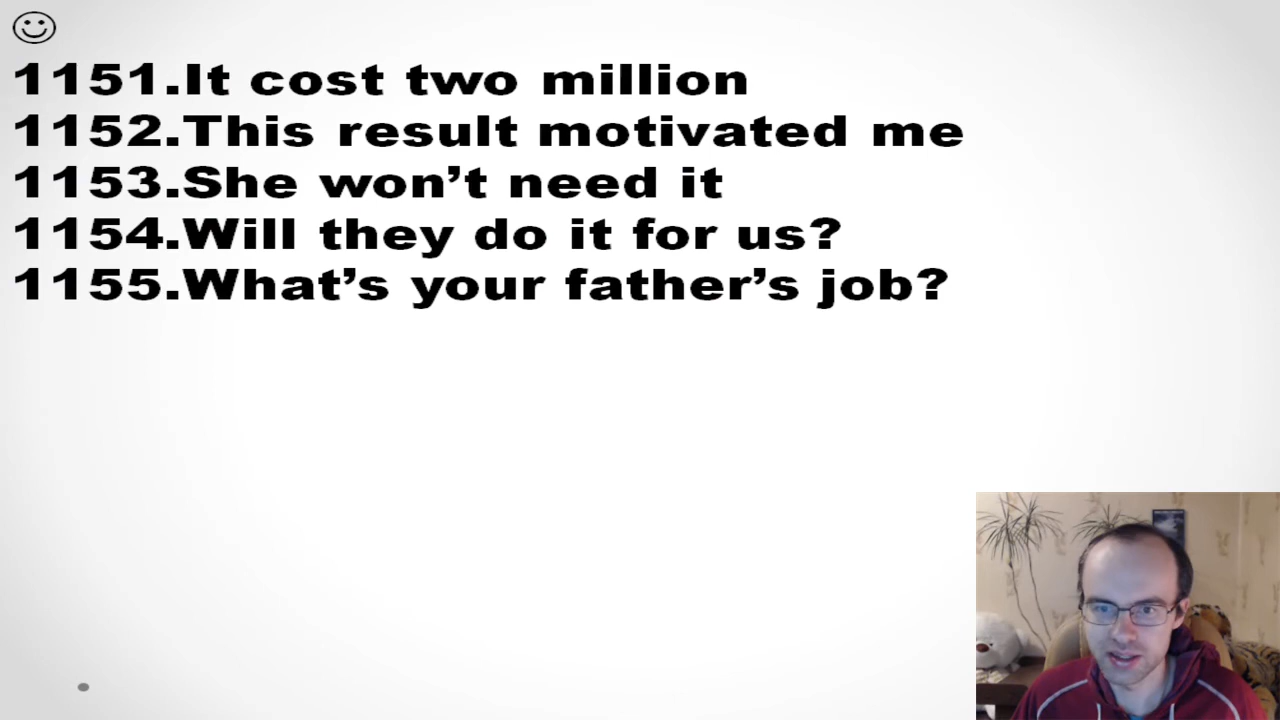 1151.It cost two million
1152.This result motivated me
1153.She won’t need it
1154.Will they do it for us?
1155.What’s your father’s job?